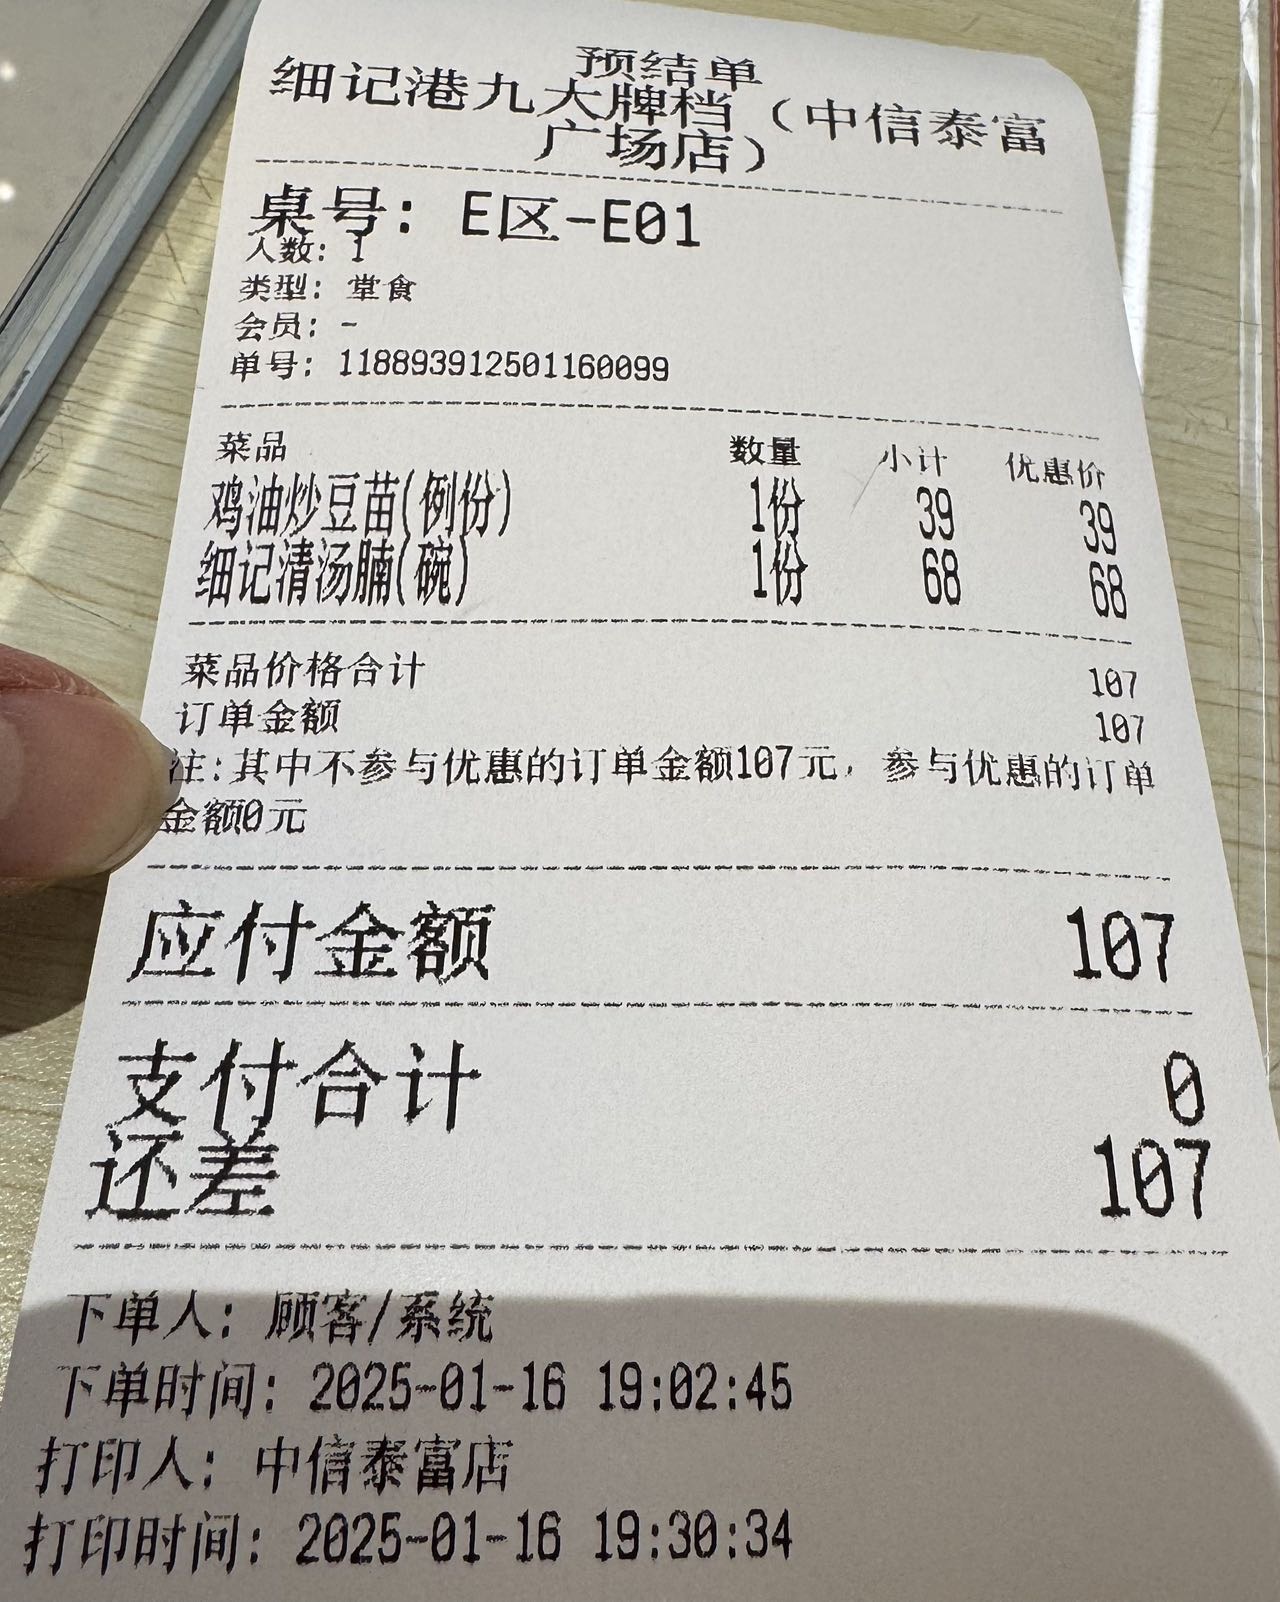 预结单
细记港九大牌档（中信泰富
广场店）
桌号: E区-E01
人数: 1
类型: 堂食
会员: -
单号: 118893912501160099
菜品 数量 小计 优惠价
鸡油炒豆苗(例份) 1份 39 39
细记清汤腩(碗) 1份 68 68
菜品价格合计 107
订单金额 107
注:其中不参与优惠的订单金额107元, 参与优惠的订单
金额0元
应付金额 107
支付合计 0
还差 107
下单人: 顾客/系统
下单时间: 2025-01-16 19:02:45
打印人: 中信泰富店
打印时间: 2025-01-16 19:30:34